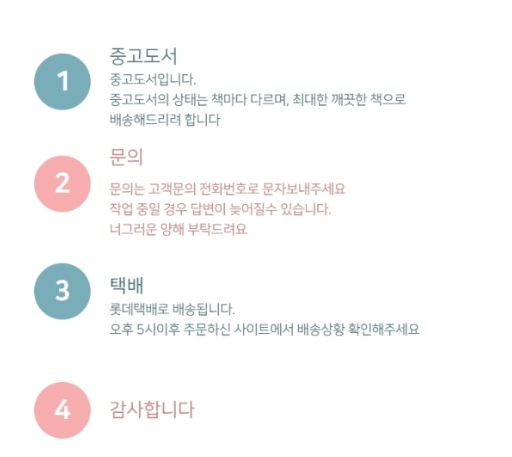 1
중고도서
중고도서입니다.
중고도서의 상태는 책마다 다르며, 최대한 깨끗한 책으로
배송해드리려 합니다
2
문의
문의는 고객문의 전화번호로 문자보내주세요
작업 중일 경우 답변이 늦어질수 있습니다.
너그러운 양해 부탁드려요
3
택배
롯데택배로 배송됩니다.
오후 5시이후 주문하신 사이트에서 배송상황 확인해주세요
4
감사합니다